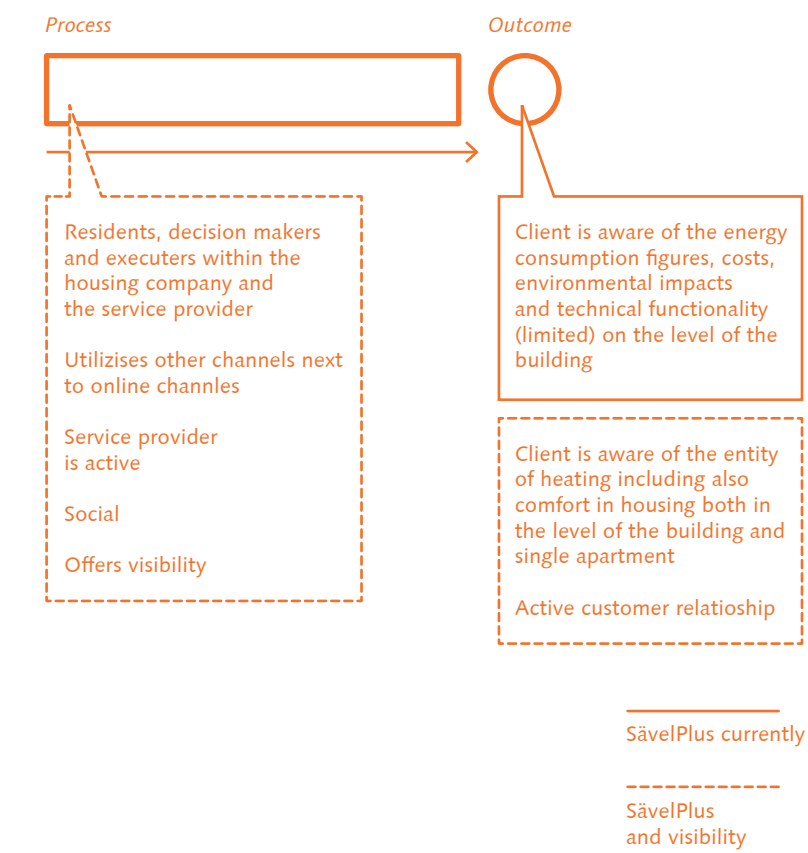 Process
Outcome
Residents, decision makers
and executers within the
housing company and
the service provider
Utilizises other channels next
to online channles
Service provider
is active
Social
Offers visibility
Client is aware of the energy
consumption figures, costs,
environmental impacts
and technical functionality
(limited) on the level of the
building
Client is aware of the entity
of heating including also
comfort in housing both in
the level of the building and
single apartment
Active customer relatioship
SävelPlus currently
SävelPlus
and visibility